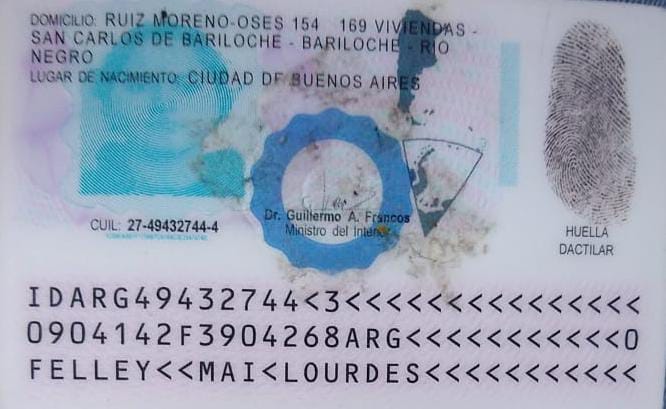 DOMICILIO: RUIZ MORENO-OSES 154 169 VIVIENDAS -
SAN CARLOS DE BARILOCHE - BARILOCHE - RIO
NEGRO
LUGAR DE NACIMIENTO: CIUDAD DE BUENOS AIRES
CUIL: 27-49432744-4
Dr. Guillermo A. Francos
Ministro del Interior
HUELLA
DACTILAR
IDARG49432744<3<<<<<<<<<<<<<<<
0904142F3904268ARG<<<<<<<<<<<0
FELLEY<<MAI<LOURDES<<<<<<<<<<<